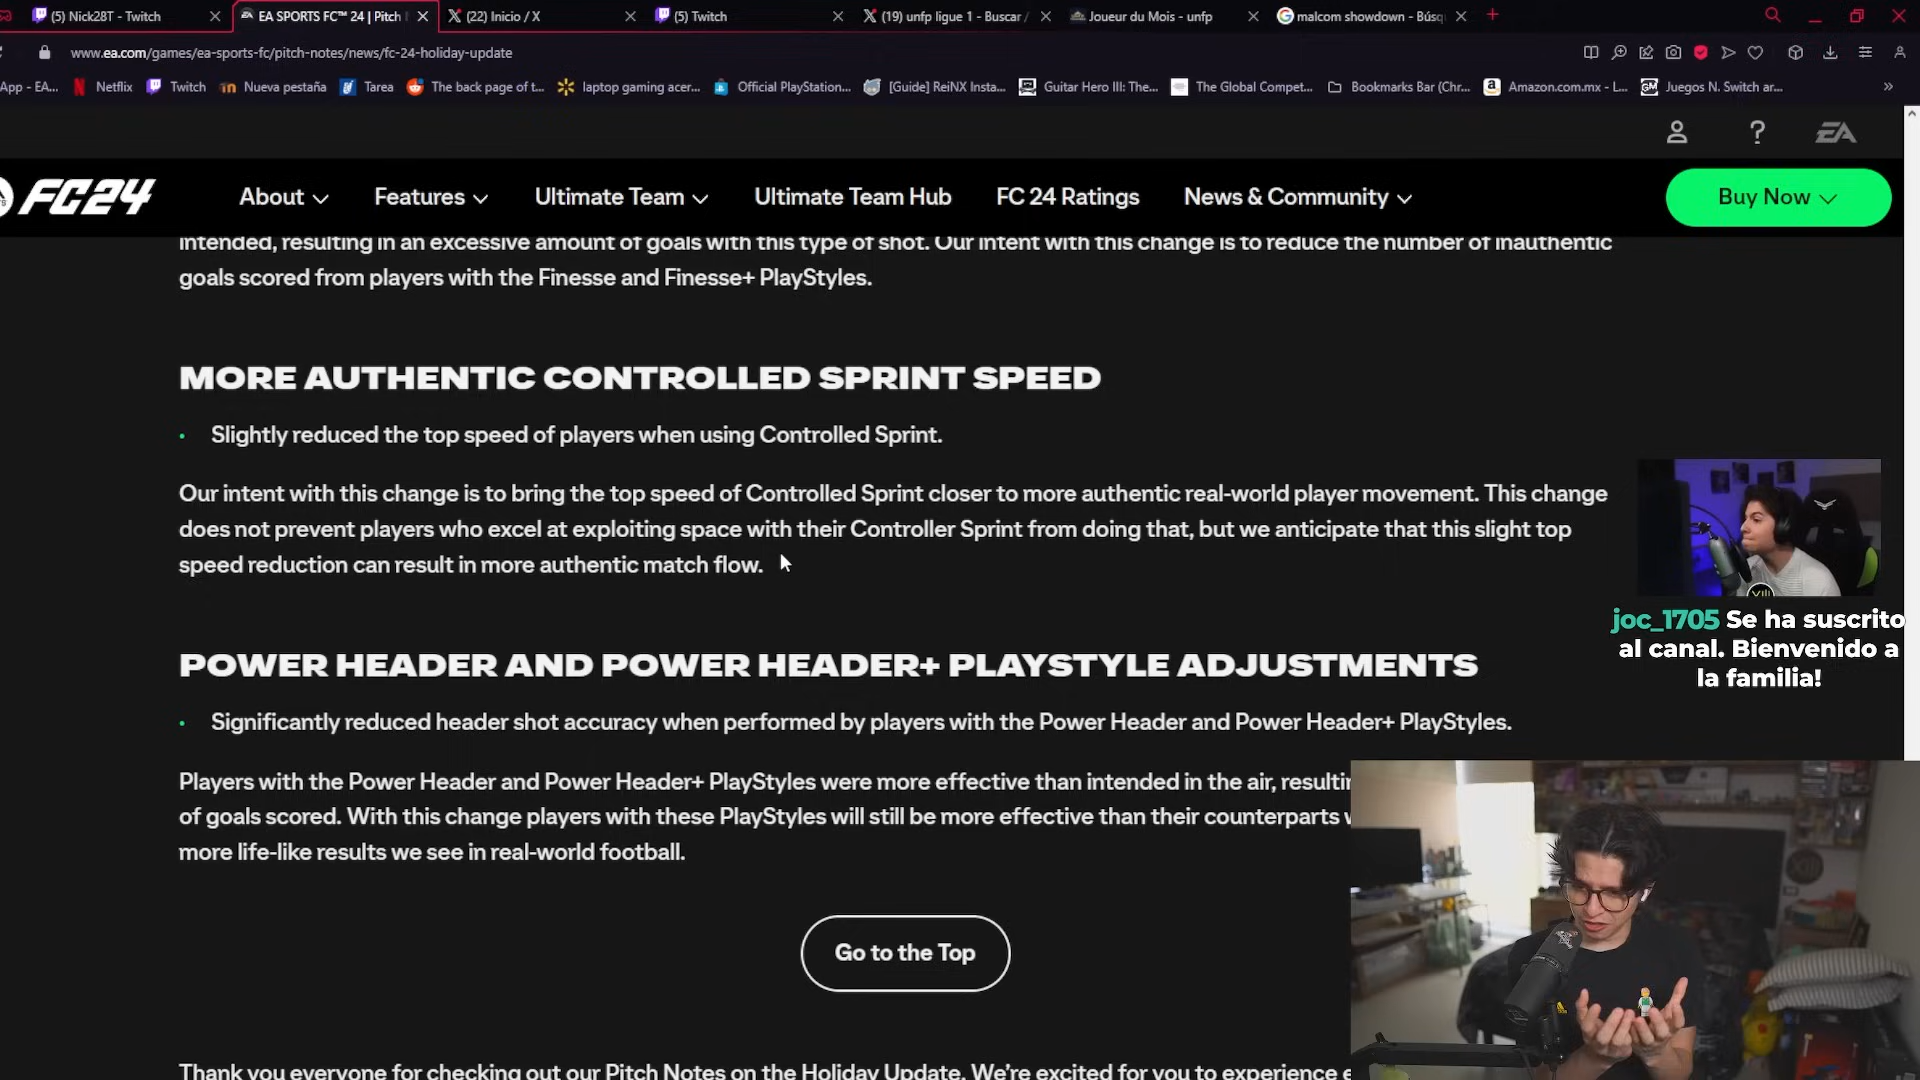 (5) Nick28T - Twitch
EA SPORTS FC™ 24 | Pitch
(22) Inicio / X
(5) Twitch
(19) unfp ligue 1 - Buscar /
Joueur du Mois - unfp
malcom showdown - Búsq
www.ea.com/games/ea-sports-fc/pitch-notes/news/fc-24-holiday-update
App - EA...
Netflix
Twitch
Nueva pestaña
Tarea
The back page of t...
laptop gaming acer...
Official PlayStation...
[Guide] ReiNX Insta...
Guitar Hero III: The...
The Global Compet...
Bookmarks Bar (Chr...
Amazon.com.mx - L...
Juegos N. Switch ar...
EA
FC24
About
Features
Ultimate Team
Ultimate Team Hub
FC 24 Ratings
News & Community
Buy Now
intended, resulting in an excessive amount of goals with this type of shot. Our intent with this change is to reduce the number of inauthentic
goals scored from players with the Finesse and Finesse+ PlayStyles.
MORE AUTHENTIC CONTROLLED SPRINT SPEED
• Slightly reduced the top speed of players when using Controlled Sprint.
Our intent with this change is to bring the top speed of Controlled Sprint closer to more authentic real-world player movement. This change
does not prevent players who excel at exploiting space with their Controller Sprint from doing that, but we anticipate that this slight top
speed reduction can result in more authentic match flow.
joc_1705 Se ha suscrito
al canal. Bienvenido a
la familia!
POWER HEADER AND POWER HEADER+ PLAYSTYLE ADJUSTMENTS
• Significantly reduced header shot accuracy when performed by players with the Power Header and Power Header+ PlayStyles.
Players with the Power Header and Power Header+ PlayStyles were more effective than intended in the air, resulti
of goals scored. With this change players with these PlayStyles will still be more effective than their counterparts
more life-like results we see in real-world football.
Go to the Top
Thank you everyone for checking out our Pitch Notes on the Holiday Update. We're excited for you to experience